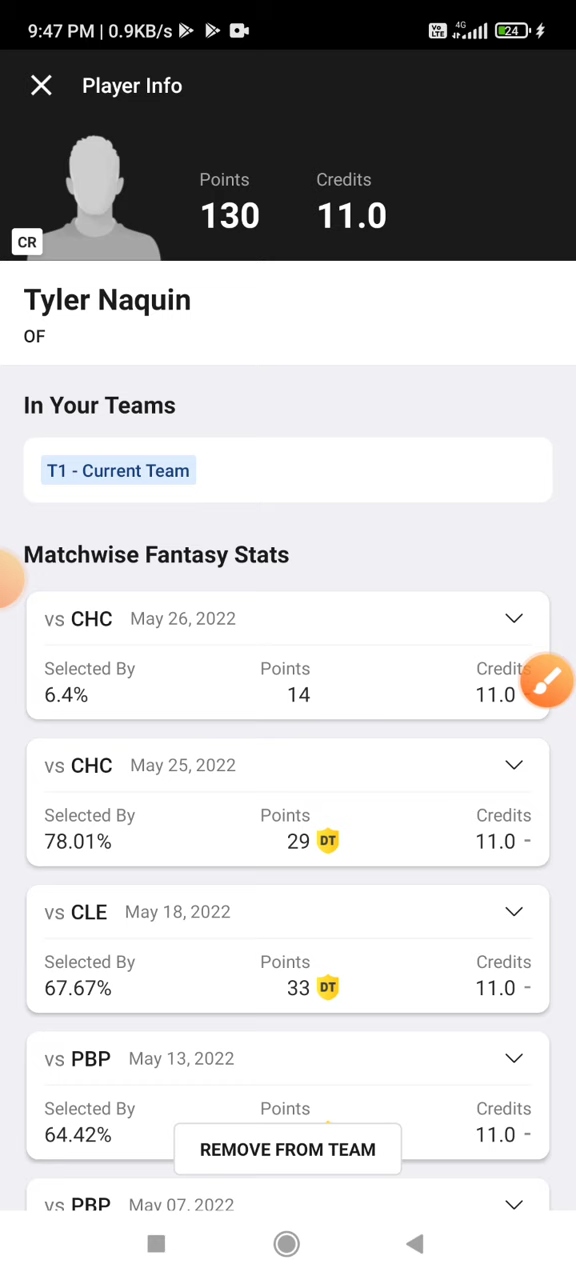 9:47 PM | 0.9KB/s Vo LTE 4G 24
Player Info
Points Credits
130 11.0
CR
Tyler Naquin
OF
In Your Teams
T1 - Current Team
Matchwise Fantasy Stats
vs CHC May 26, 2022
Selected By Points Credits
6.4% 14 11.0
vs CHC May 25, 2022
Selected By Points Credits
78.01% 29 DT 11.0 -
vs CLE May 18, 2022
Selected By Points Credits
67.67% 33 DT 11.0 -
vs PBP May 13, 2022
Selected By Points Credits
64.42% 11.0 -
REMOVE FROM TEAM
vs PBP May 07, 2022